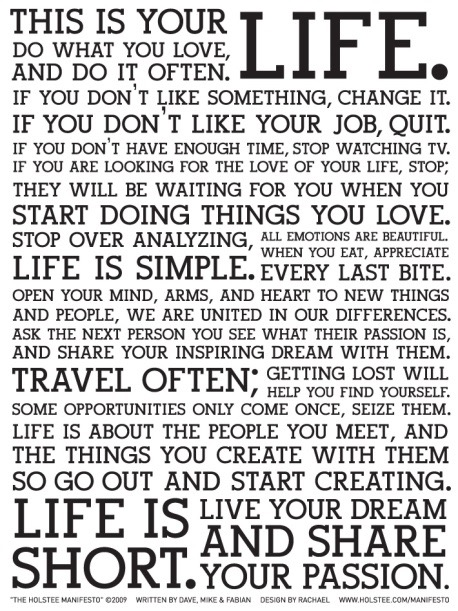 THIS IS YOUR
LIFE.
DO WHAT YOU LOVE,
AND DO IT OFTEN.
IF YOU DON'T LIKE SOMETHING, CHANGE IT.
IF YOU DON'T LIKE YOUR JOB, QUIT.
IF YOU DON'T HAVE ENOUGH TIME, STOP WATCHING TV.
IF YOU ARE LOOKING FOR THE LOVE OF YOUR LIFE, STOP;
THEY WILL BE WAITING FOR YOU WHEN YOU
START DOING THINGS YOU LOVE.
STOP OVER ANALYZING,
LIFE IS SIMPLE.
ALL EMOTIONS ARE BEAUTIFUL.
WHEN YOU EAT, APPRECIATE
EVERY LAST BITE.
OPEN YOUR MIND, ARMS, AND HEART TO NEW THINGS
AND PEOPLE, WE ARE UNITED IN OUR DIFFERENCES.
ASK THE NEXT PERSON YOU SEE WHAT THEIR PASSION IS,
AND SHARE YOUR INSPIRING DREAM WITH THEM.
TRAVEL OFTEN;
GETTING LOST WILL
HELP YOU FIND YOURSELF.
SOME OPPORTUNITIES ONLY COME ONCE, SEIZE THEM.
LIFE IS ABOUT THE PEOPLE YOU MEET, AND
THE THINGS YOU CREATE WITH THEM
SO GO OUT AND START CREATING.
LIFE IS
SHORT.
LIVE YOUR DREAM
AND SHARE
YOUR PASSION.
"THE HOLSTEE MANIFESTO" ©2009 WRITTEN BY DAVE, MIKE & FABIAN DESIGN BY RACHAEL WWW.HOLSTEE.COM/MANIFESTO